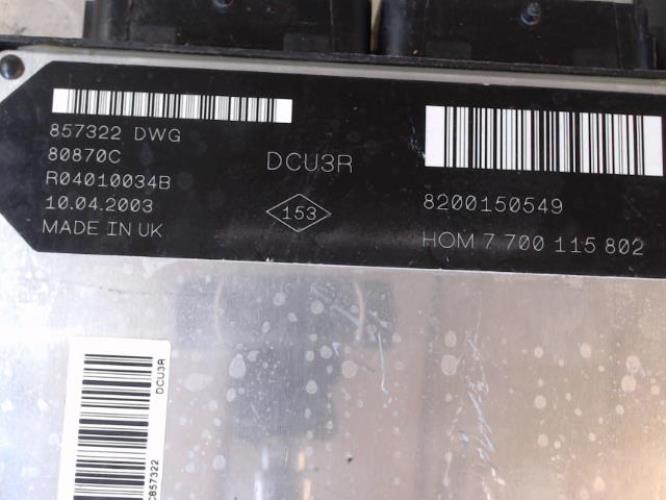 857322 DWG
80870C
R04010034B
10.04.2003
MADE IN UK
DCU3R
153
8200150549
HOM 7 700 115 802
DCU3R
C857322